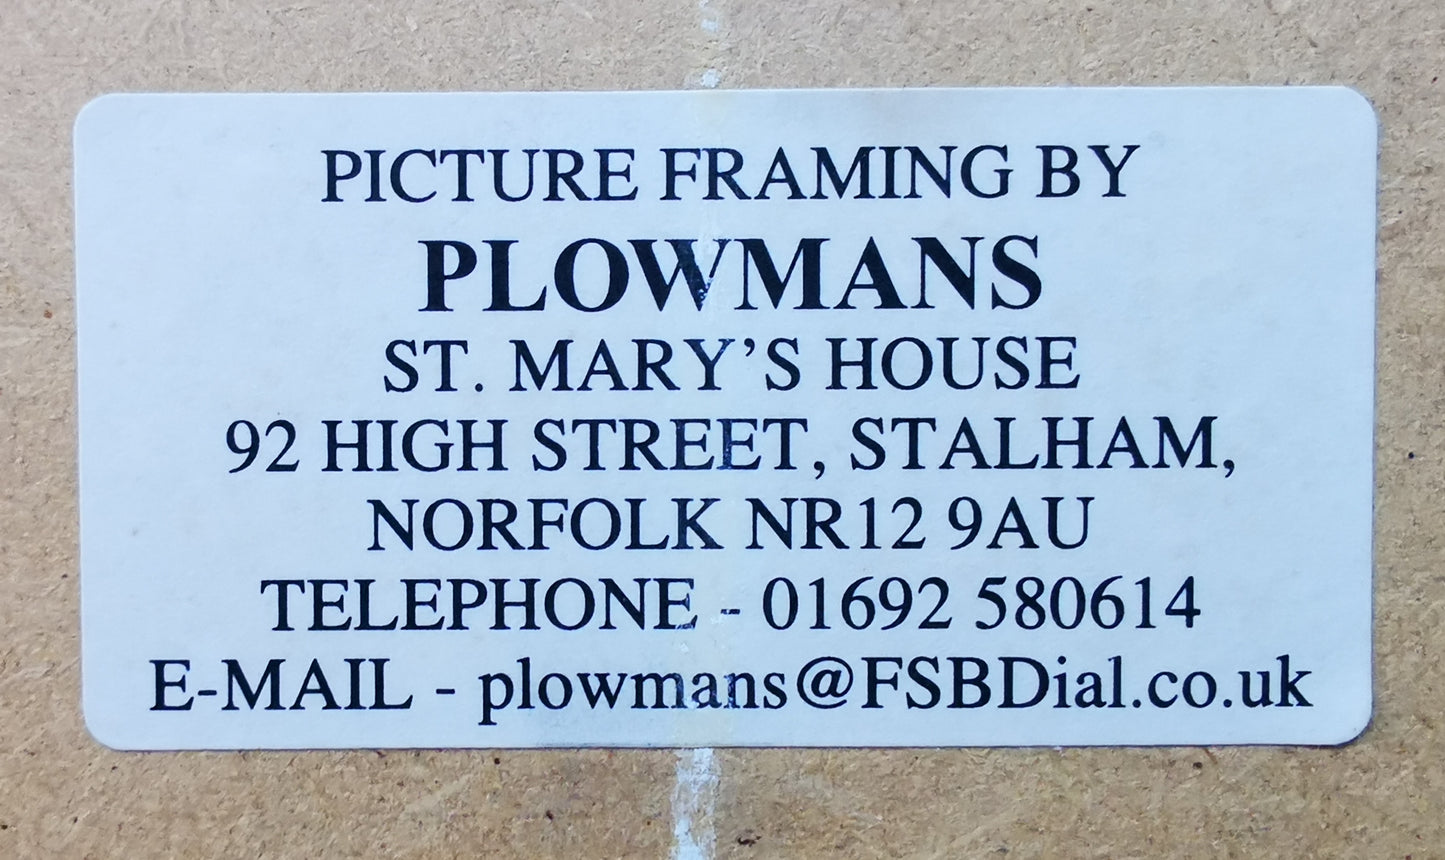 PICTURE FRAMING BY
PLOWMANS
ST. MARY'S HOUSE
92 HIGH STREET, STALHAM,
NORFOLK NR12 9AU
TELEPHONE - 01692 580614
E-MAIL - plowmans@FSBDial.co.uk